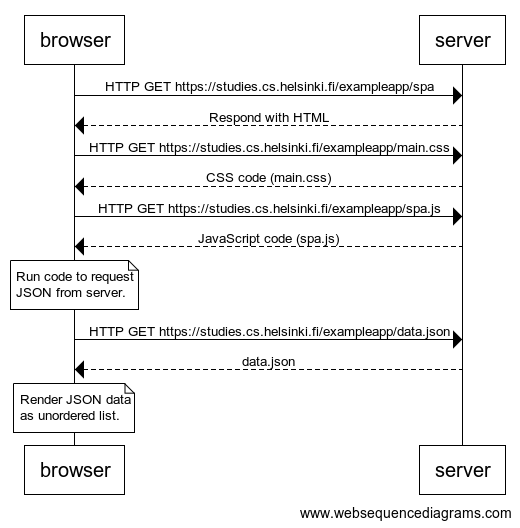 browser
server
HTTP GET https://studies.cs.helsinki.fi/exampleapp/spa
Respond with HTML
HTTP GET https://studies.cs.helsinki.fi/exampleapp/main.css
CSS code (main.css)
HTTP GET https://studies.cs.helsinki.fi/exampleapp/spa.js
JavaScript code (spa.js)
Run code to request
JSON from server.
HTTP GET https://studies.cs.helsinki.fi/exampleapp/data.json
data.json
Render JSON data
as unordered list.
browser
server
www.websequencediagrams.com